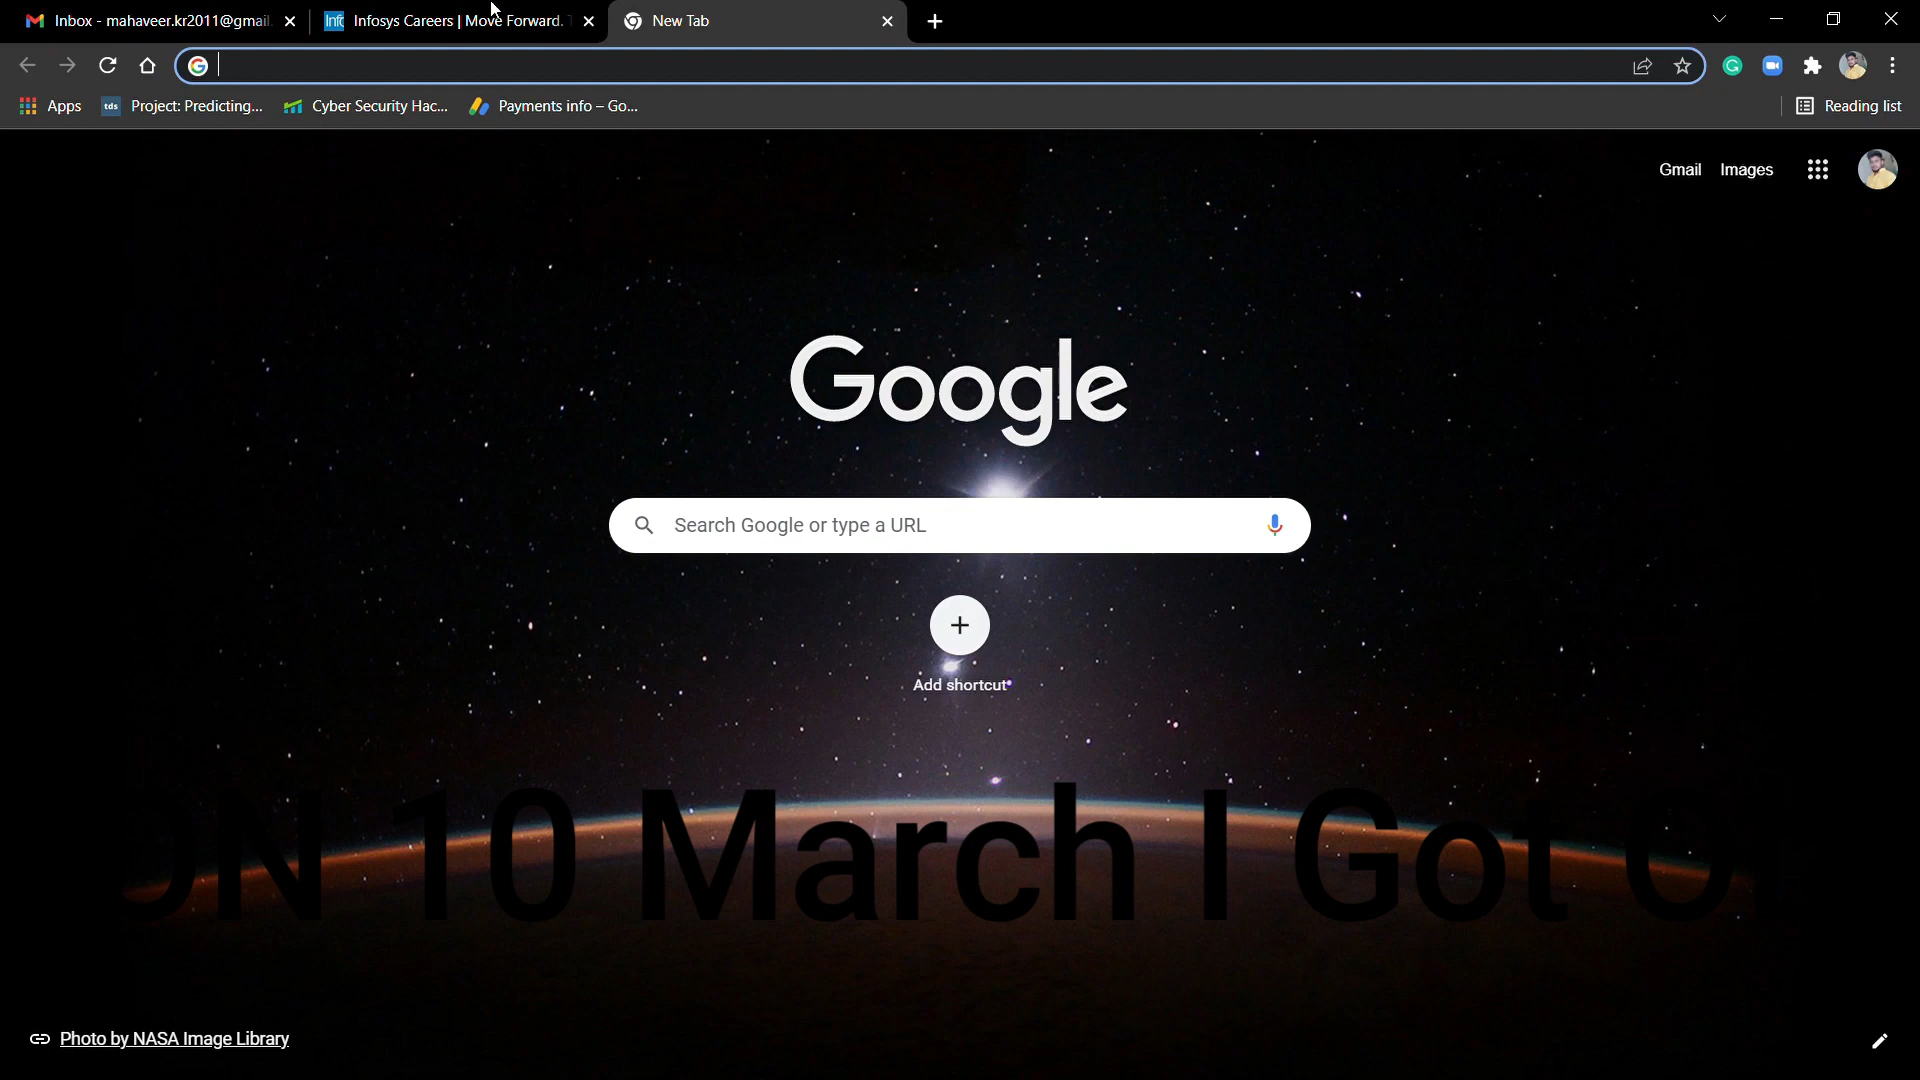 Inbox - mahaveer.kr2011@gmail.
Infosys Careers | Move Forward.
New Tab
Apps
Project: Predicting...
Cyber Security Hac...
Payments info – Go...
Reading list
Gmail
Images
Google
Search Google or type a URL
Add shortcut
ON 10 March I Got
Photo by NASA Image Library